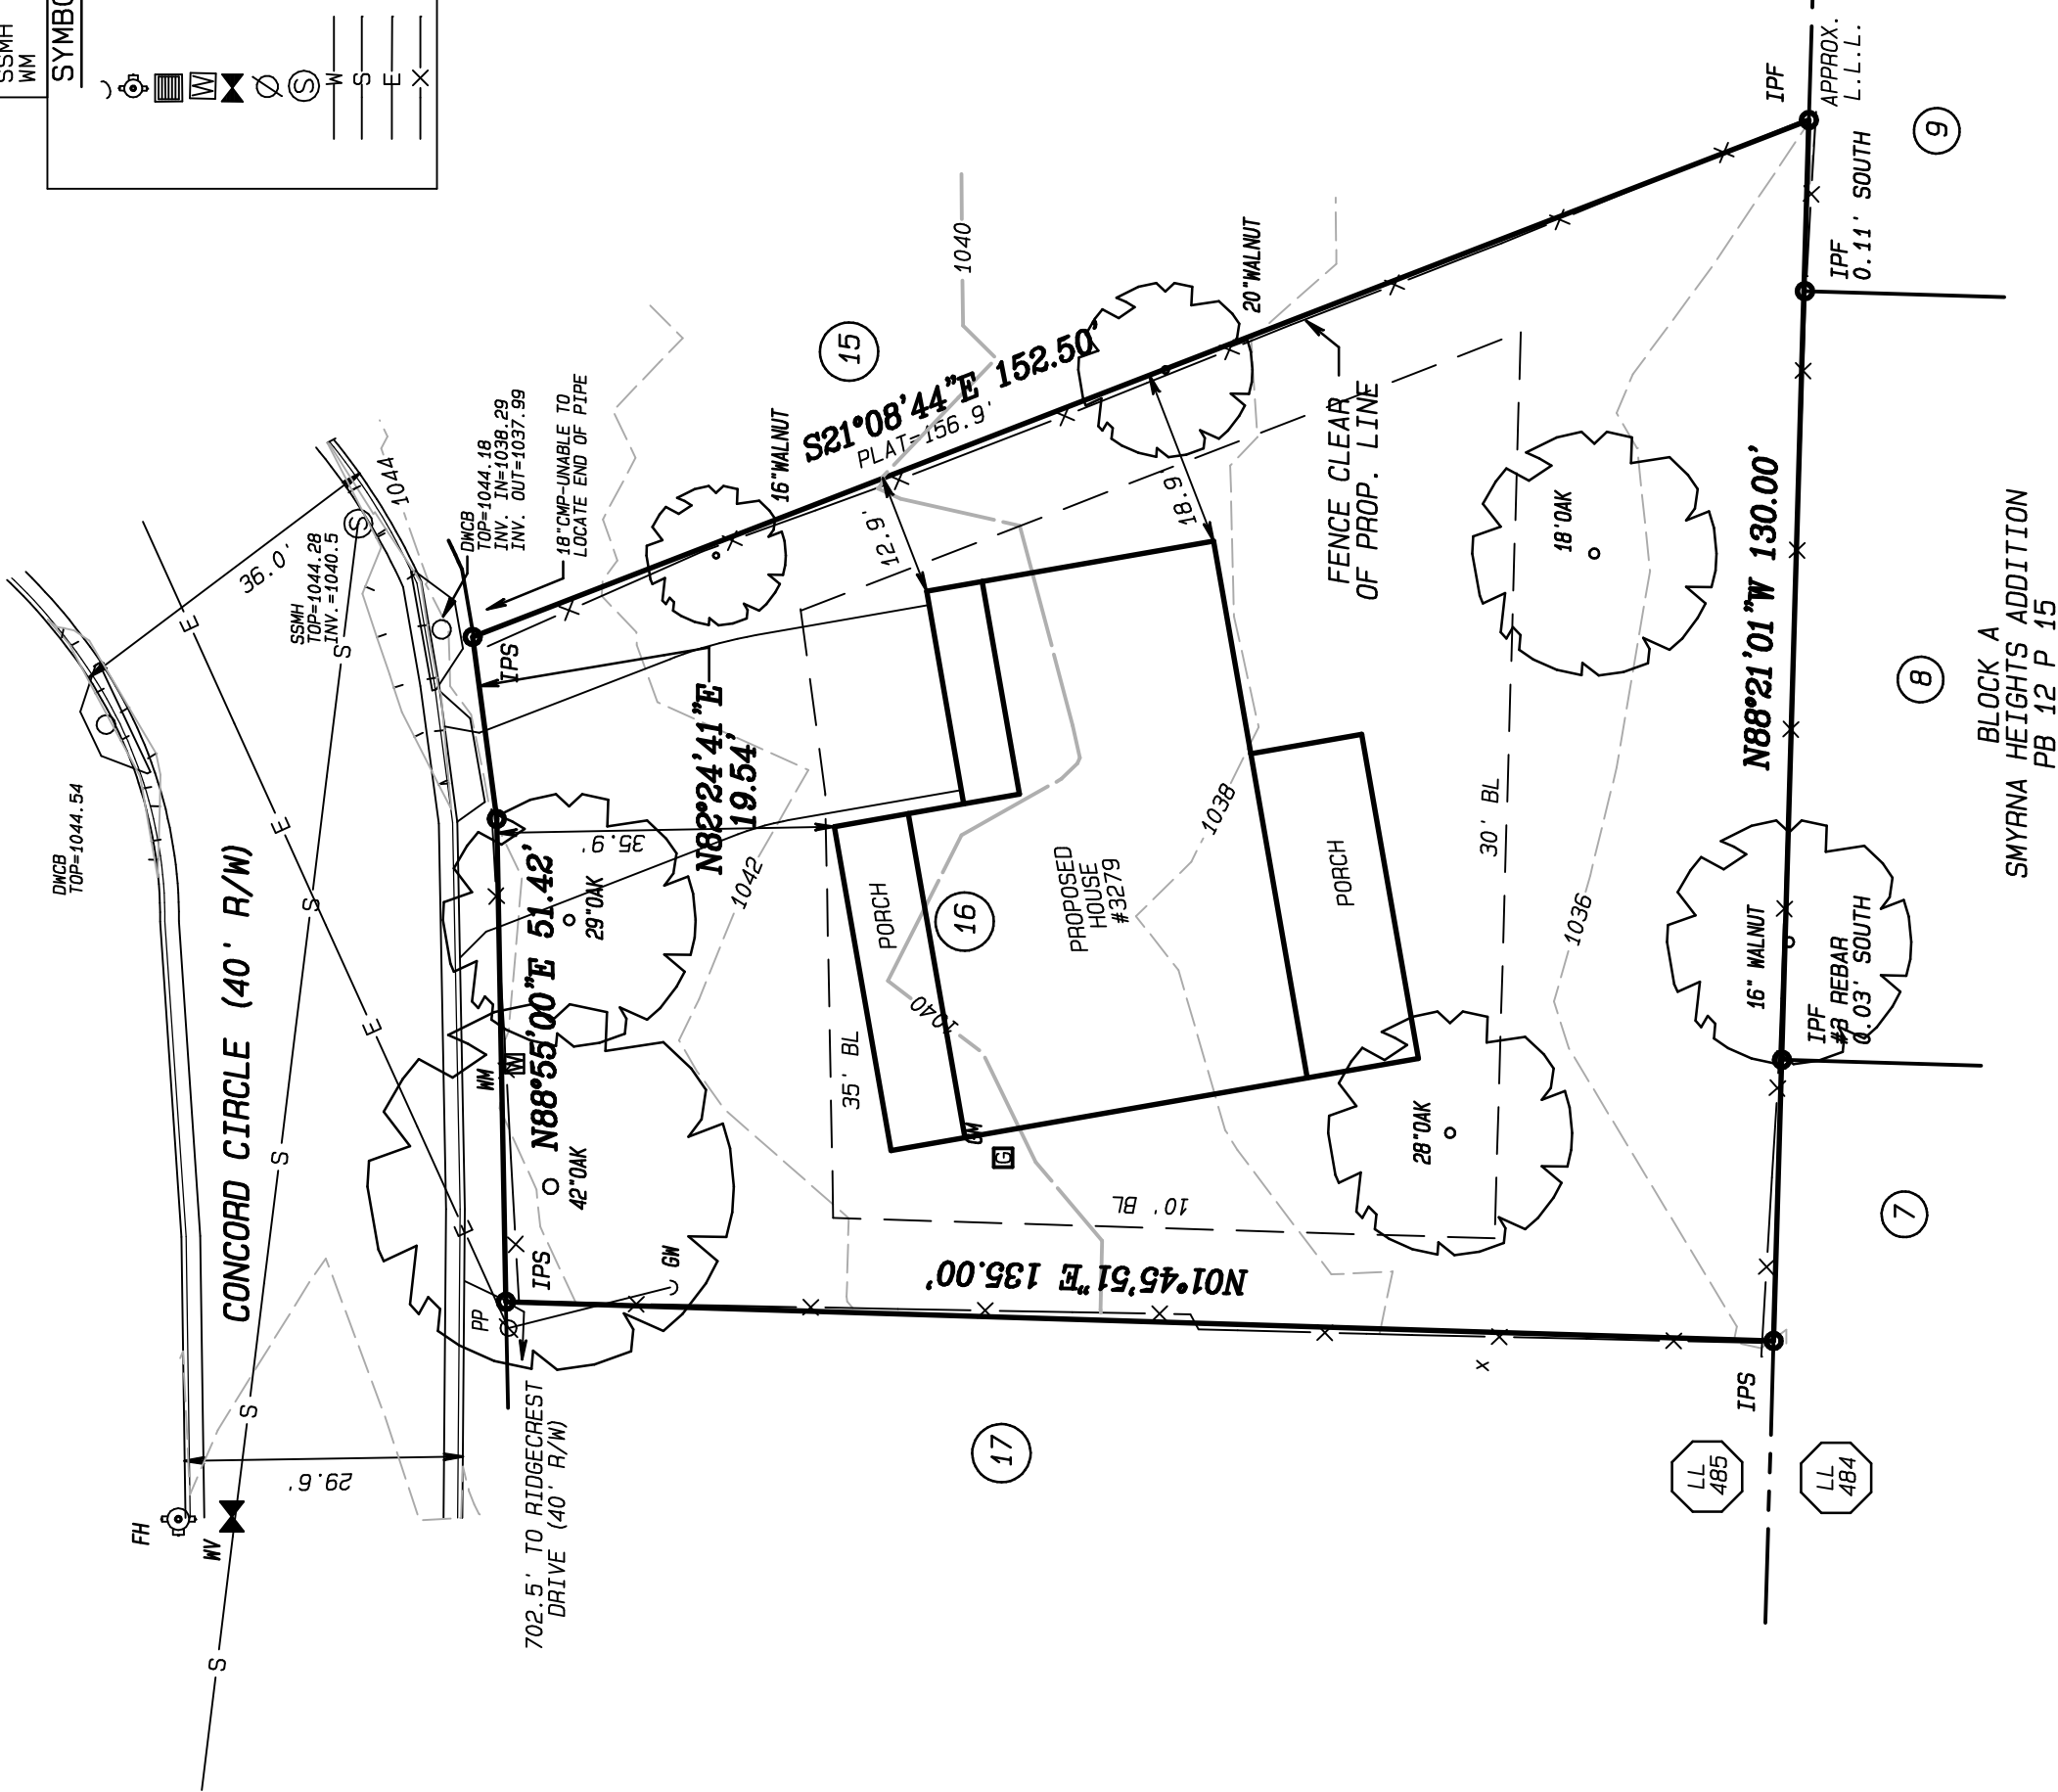 SSMH
WM
SYMBO
W
W
S
S
E
X
DWCB
TOP=1044.54
CONCORD CIRCLE (40' R/W)
36.0'
29.6'
FH
WV
SSMH
TOP=1044.28
INV.=1040.5
S
1044
DWCB
TOP=1044.18
INV. IN=1038.29
INV. OUT=1037.99
18"CMP-UNABLE TO
LOCATE END OF PIPE
E
E
E
E
S
S
S
S
S
IPS
N82°24'41"E
19.54'
N88°55'00"E 51.42'
35.9'
WM
W
29"OAK
42"OAK
PP
IPS
GW
702.5' TO RIDGECREST
DRIVE (40' R/W)
1042
16"WALNUT
15
S21°08'44"E 152.50'
PLAT=156.9'
1040
20"WALNUT
12.9'
18.9'
FENCE CLEAR
OF PROP. LINE
35' BL
PORCH
16
1040
PROPOSED
HOUSE
#3279
1038
PORCH
30' BL
GM
G
10' BL
N01°45'51"E 135.00'
17
28"OAK
18"OAK
1036
16" WALNUT
N88°21'01"W 130.00'
IPF
#3 REBAR
0.03' SOUTH
IPF
0.11' SOUTH
IPF
APPROX.
L.L.L.
9
8
7
x
IPS
LL
485
LL
484
BLOCK A
SMYRNA HEIGHTS ADDITION
PB 12 P 15